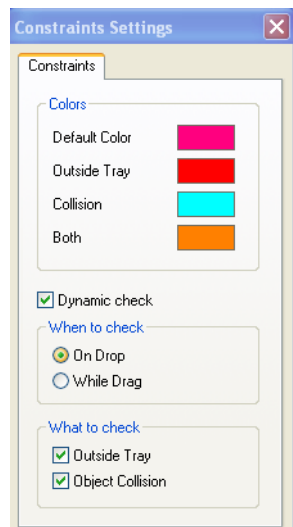 Constraints Settings
Constraints
Colors
Default Color
Outside Tray
Collision
Both
Dynamic check
When to check
On Drop
While Drag
What to check
Outside Tray
Object Collision